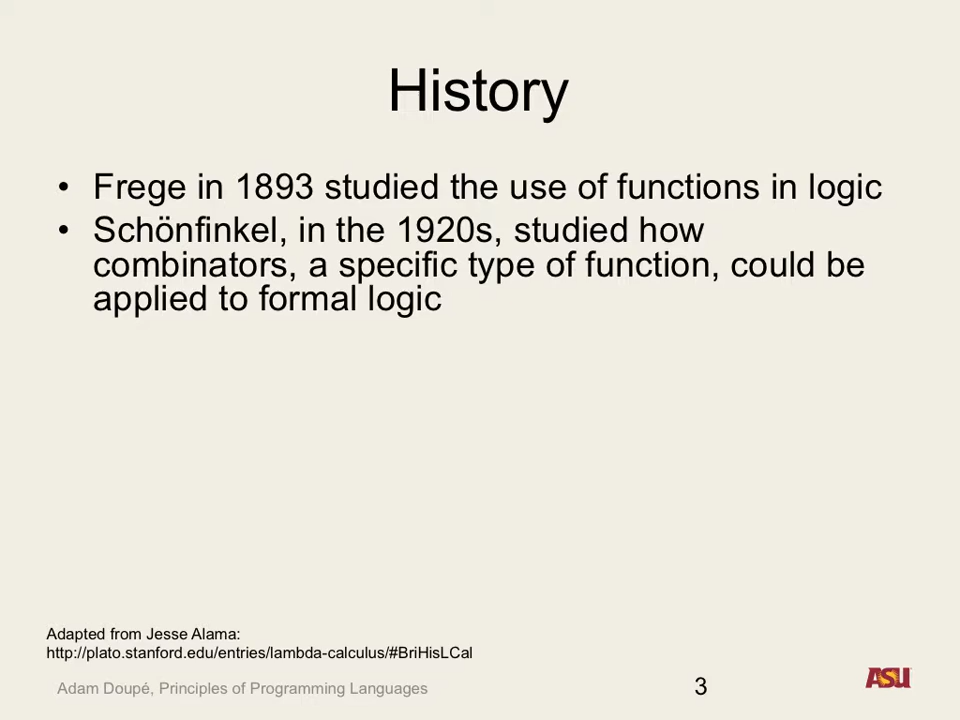 History
• Frege in 1893 studied the use of functions in logic
• Schönfinkel, in the 1920s, studied how
combinators, a specific type of function, could be
applied to formal logic
Adapted from Jesse Alama:
http://plato.stanford.edu/entries/lambda-calculus/#BriHisLCal
Adam Doupé, Principles of Programming Languages
3
ASU